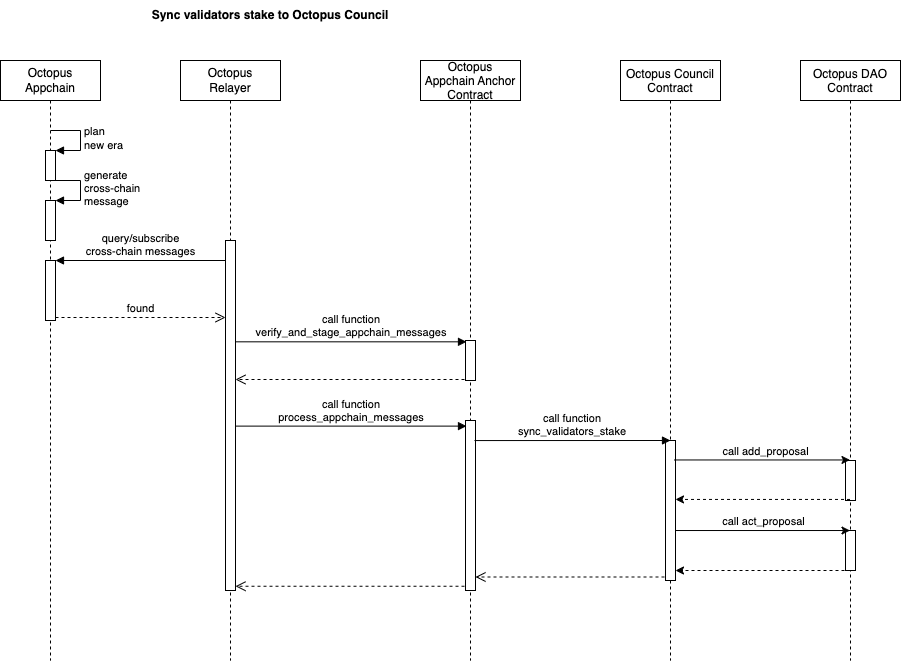 Sync validators stake to Octopus Council
Octopus
Appchain
Octopus
Relayer
Octopus
Appchain Anchor
Contract
Octopus Council
Contract
Octopus DAO
Contract
plan
new era
generate
cross-chain
message
query/subscribe
cross-chain messages
found
call function
verify_and_stage_appchain_messages
call function
process_appchain_messages
call function
sync_validators_stake
call add_proposal
call act_proposal